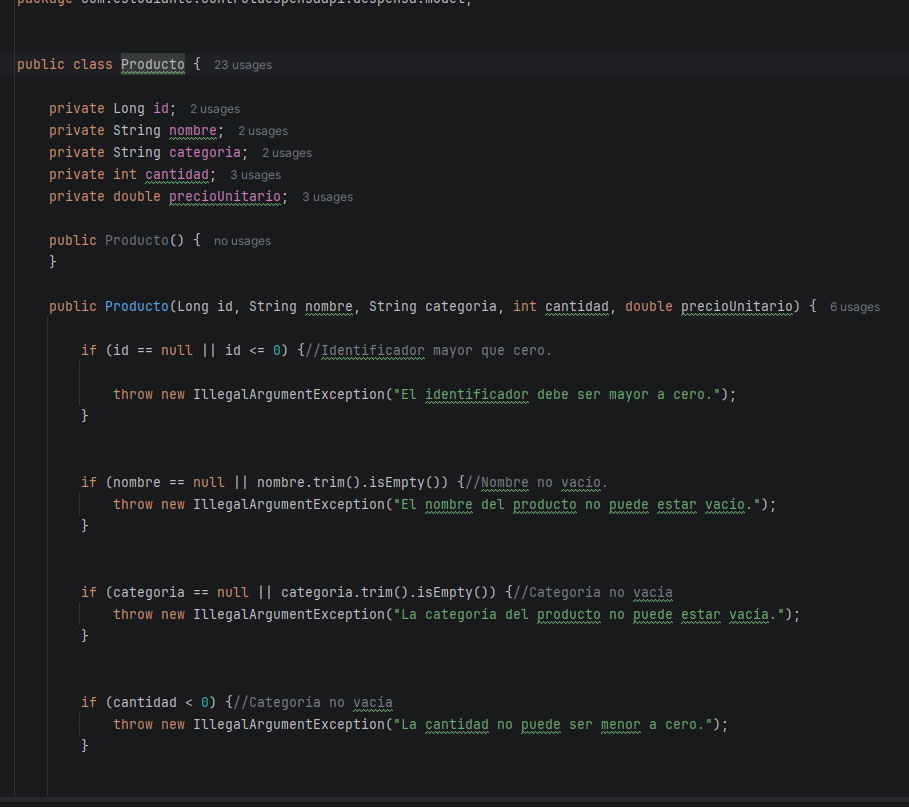 package com.estudiante.controldespensaapi.despensa.model;
public class Producto { 23 usages
private Long id; 2 usages
private String nombre; 2 usages
private String categoria; 2 usages
private int cantidad; 3 usages
private double precioUnitario; 3 usages
public Producto() { no usages
}
public Producto(Long id, String nombre, String categoria, int cantidad, double precioUnitario) { 6 usages
if (id == null || id <= 0) {//Identificador mayor que cero.
throw new IllegalArgumentException("El identificador debe ser mayor a cero.");
}
if (nombre == null || nombre.trim().isEmpty()) {//Nombre no vacío.
throw new IllegalArgumentException("El nombre del producto no puede estar vacío.");
}
if (categoria == null || categoria.trim().isEmpty()) {//Categoría no vacía
throw new IllegalArgumentException("La categoría del producto no puede estar vacía.");
}
if (cantidad < 0) {//Categoría no vacía
throw new IllegalArgumentException("La cantidad no puede ser menor a cero.");
}